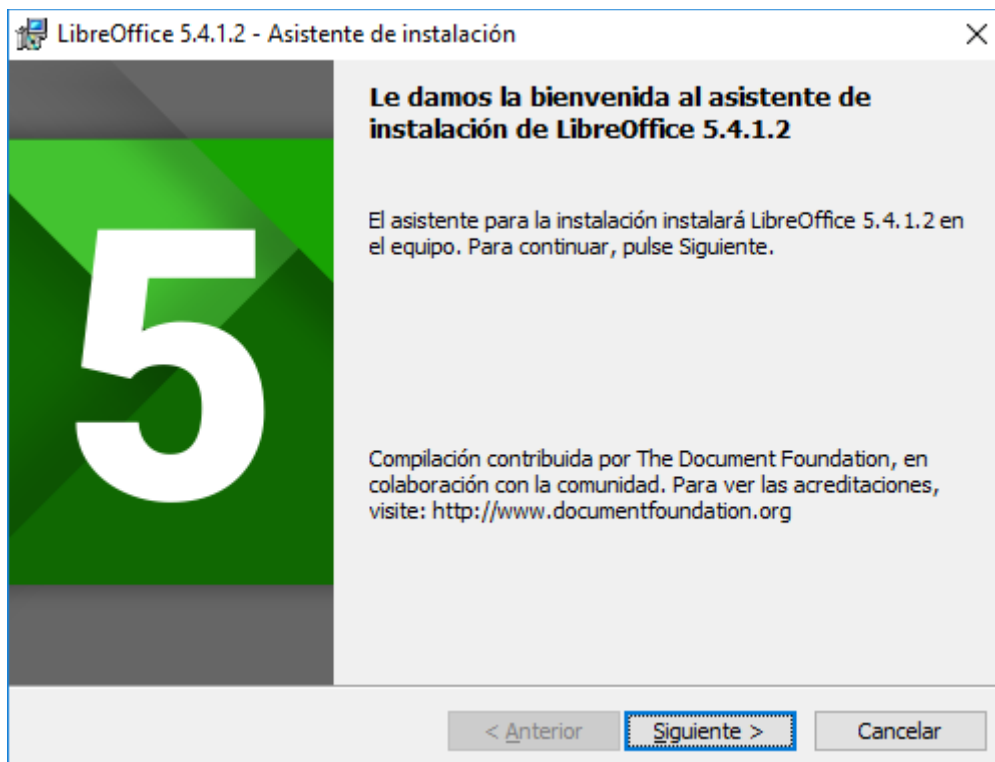 LibreOffice 5.4.1.2 - Asistente de instalación
Le damos la bienvenida al asistente de
instalación de LibreOffice 5.4.1.2
El asistente para la instalación instalará LibreOffice 5.4.1.2 en
el equipo. Para continuar, pulse Siguiente.
5
Compilación contribuida por The Document Foundation, en
colaboración con la comunidad. Para ver las acreditaciones,
visite: http://www.documentfoundation.org
< Anterior
Siguiente >
Cancelar